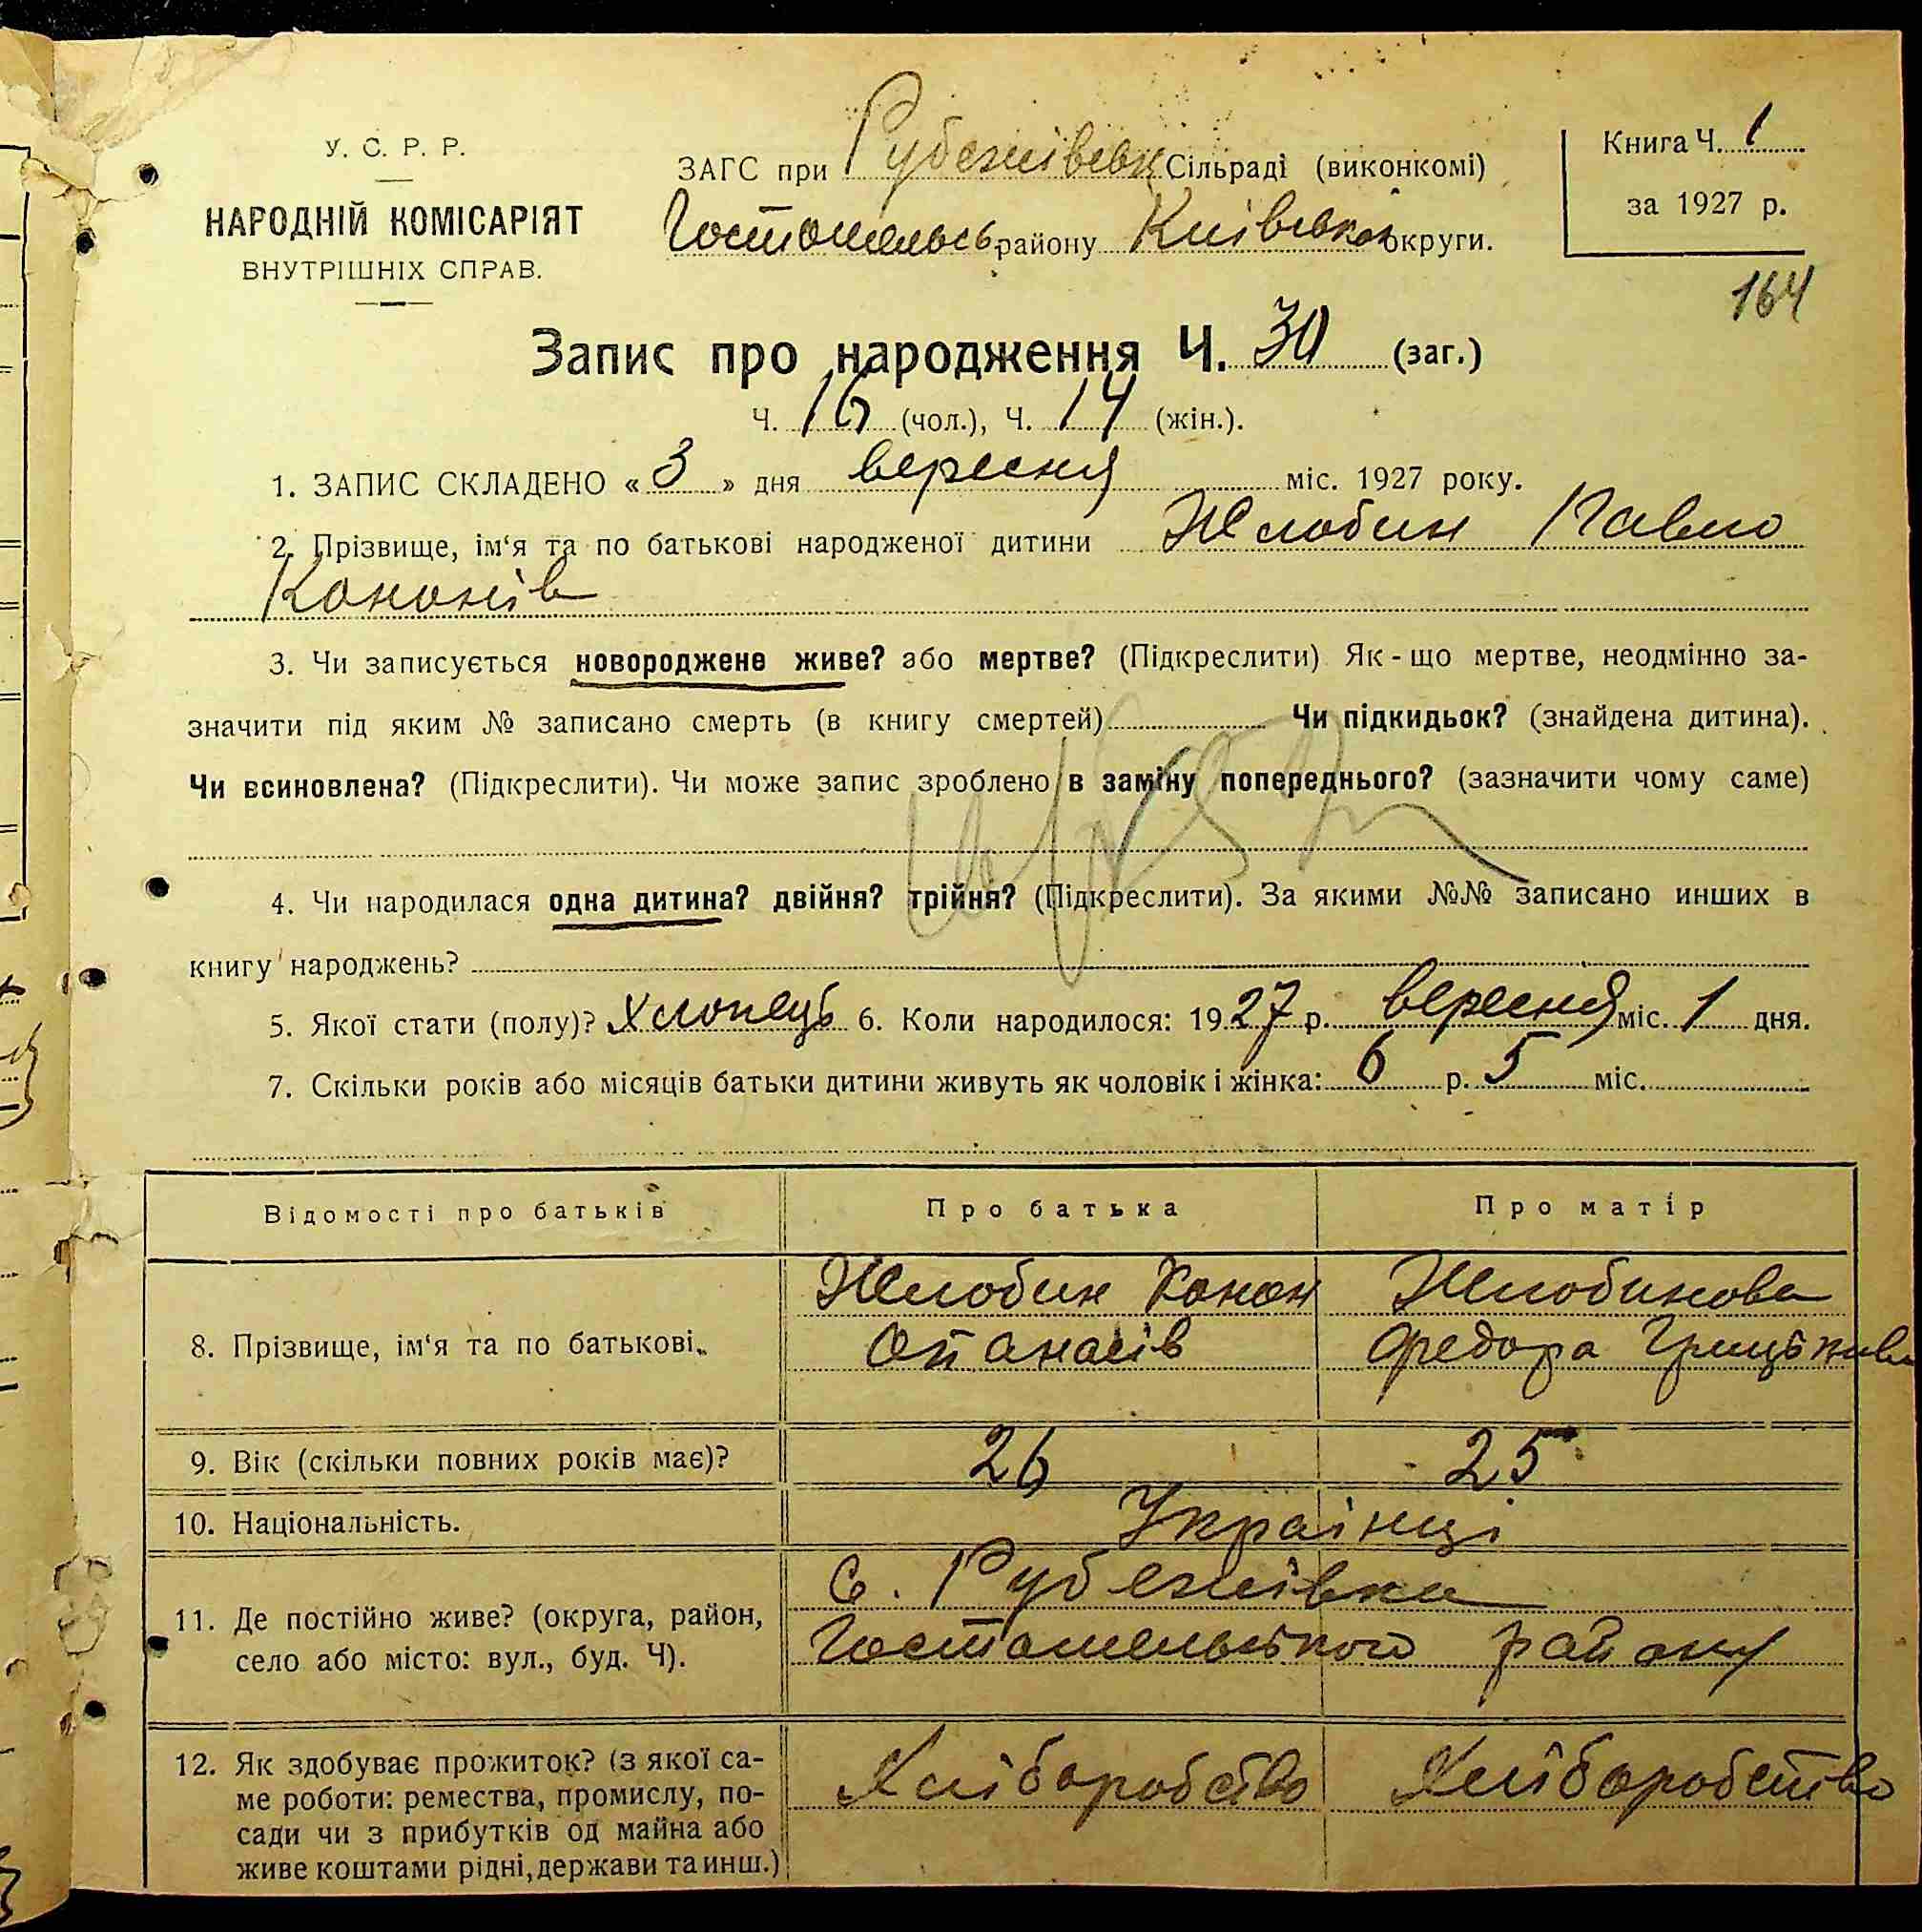 У. С. Р. Р.
НАРОДНІЙ КОМІСАРІЯТ
ВНУТРІШНІХ СПРАВ.
ЗАГС при Рубежівськ Сільраді (виконкомі)
Гостомельськ району Київської округи.
Книга Ч. 1
за 1927 р.
164
Запис про народження Ч. 30 (заг.)
Ч. 16 (чол.), Ч. 14 (жін.).
1. ЗАПИС СКЛАДЕНО « 3 » дня вересня міс. 1927 року.
2. Прізвище, ім‘я та по батькові народженої дитини Жлобин Павло
Кононів
3. Чи записується новороджене живе? або мертве? (Підкреслити) Як-що мертве, неодмінно за-
значити під яким № записано смерть (в книгу смертей) Чи підкидьок? (знайдена дитина).
Чи всиновлена? (Підкреслити). Чи може запис зроблено в заміну попереднього? (зазначити чому саме)
4. Чи народилася одна дитина? двійня? трійня? (Підкреслити). За якими №№ записано инших в
книгу народжень?
5. Якої стати (полу)? Хлопець 6. Коли народилося: 1927 р. вересня міс. 1 дня.
7. Скільки років або місяців батьки дитини живуть як чоловік і жінка: 6 р. 5 міс.
Відомості про батьків Про батька Про матір
8. Прізвище, ім‘я та по батькові. Жлобин Конон Жлобинова
Опанасів Федора Грицьківа
9. Вік (скільки повних років має)? 26 25
10. Національність. Українці
11. Де постійно живе? (округа, район,
село або місто: вул., буд. Ч).
с. Рубежівка
Гостомельського району
12. Як здобуває прожиток? (з якої са-
ме роботи: ремества, промислу, по-
сади чи з прибутків од майна або
живе коштами рідні, держави та инш.)
Хліборобство Хліборобство